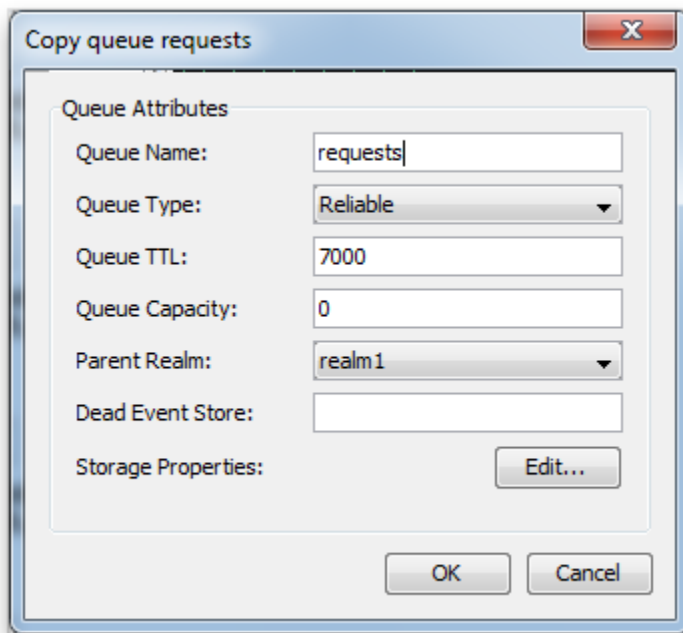 Copy queue requests
Queue Attributes
Queue Name: requests
Queue Type: Reliable
Queue TTL: 7000
Queue Capacity: 0
Parent Realm: realm1
Dead Event Store:
Storage Properties: Edit...
OK Cancel